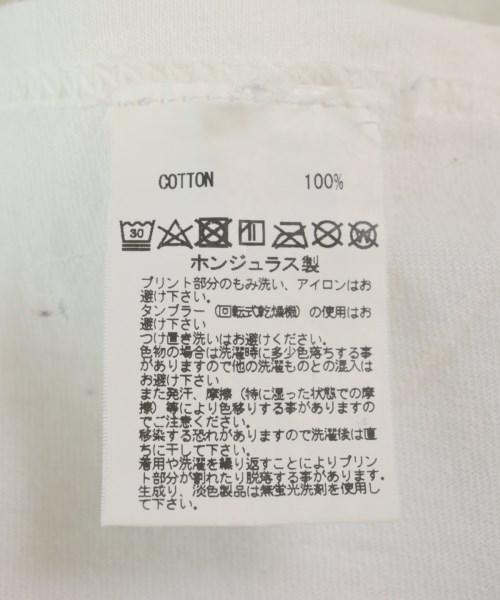 COTTON 100%
30
ホンジュラス製
プリント部分のもみ洗い、アイロンはお
避け下さい。
タンブラー（回転式乾燥機）の使用はお
避け下さい
つけ置き洗いはお避けください。
色物の場合は洗濯時に多少色落ちする事
がありますので他の洗濯ものとの混入は
お避け下さい
また発汗、摩擦（特に湿った状態での摩
擦）等により色移りする事がありますの
でご注意ください。
移染する恐れがありますので洗濯後は直
ちに干して下さい。
着用や洗濯を繰り返すことによりプリン
ト部分が割れたり脱落する事があります.
生成り、淡色製品は無蛍光洗剤を使用し
て下さい。